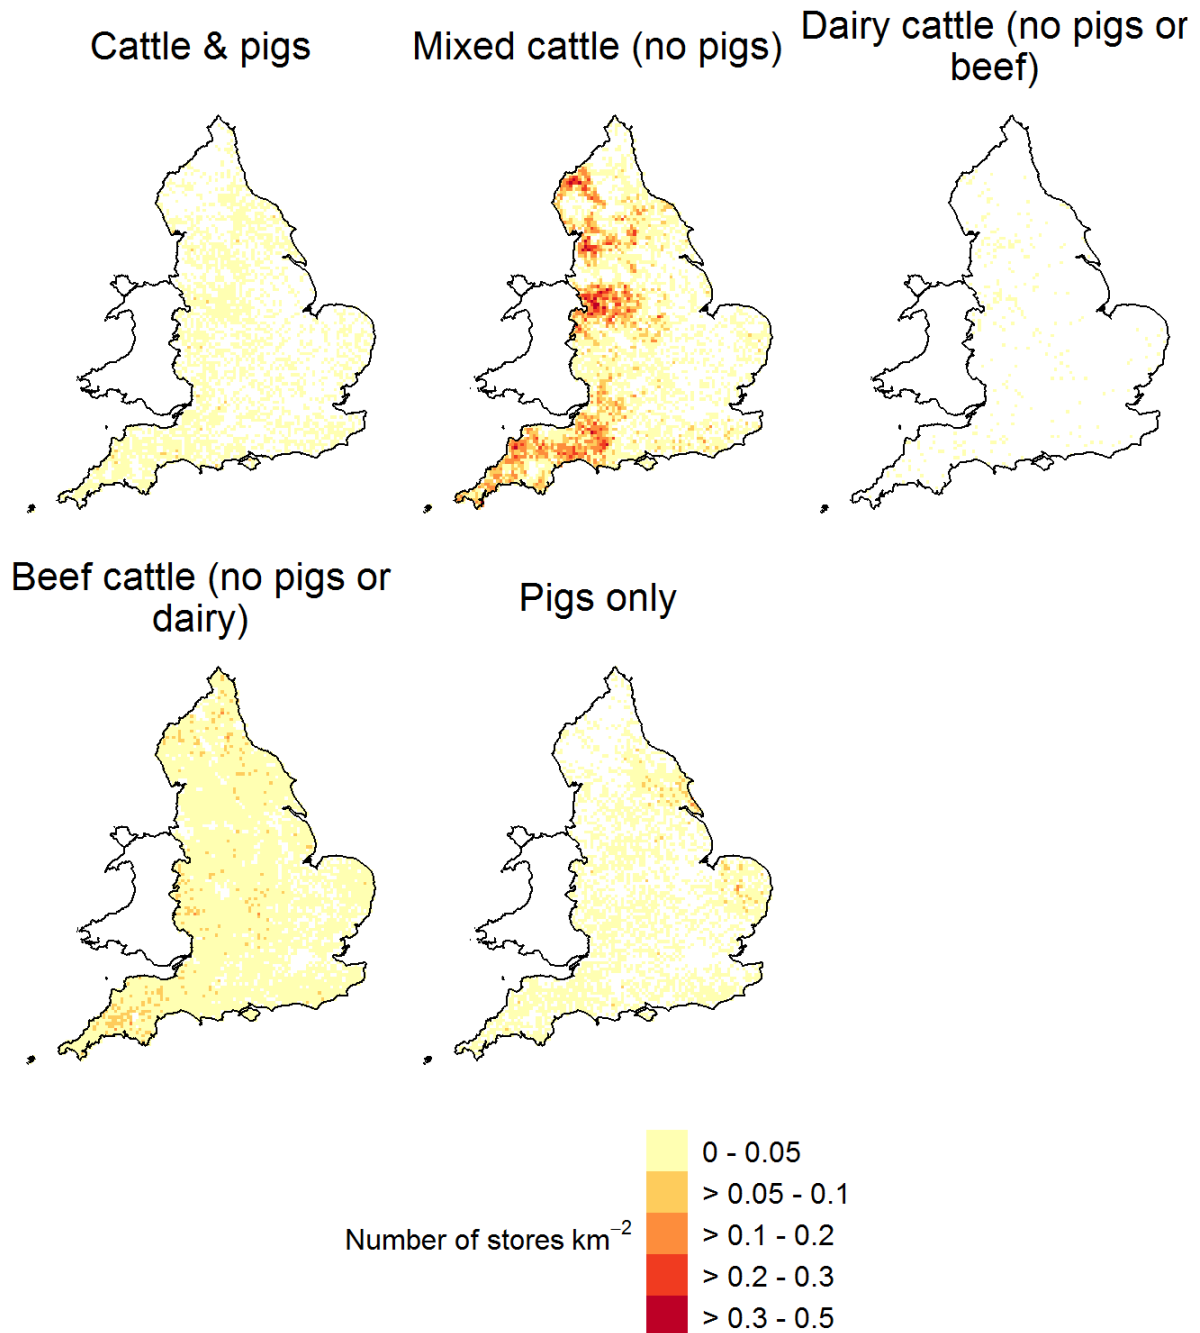 Cattle & pigs
Mixed cattle (no pigs)
Dairy cattle (no pigs or
beef)
Beef cattle (no pigs or
dairy)
Pigs only
Number of stores km⁻²
0 - 0.05
> 0.05 - 0.1
> 0.1 - 0.2
> 0.2 - 0.3
> 0.3 - 0.5